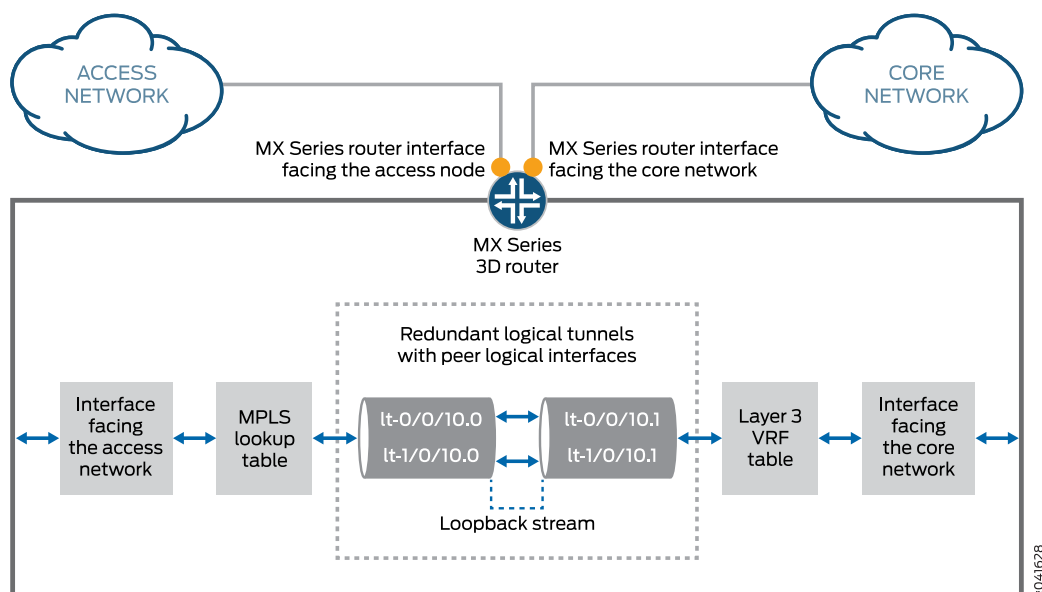 ACCESS
NETWORK
CORE
NETWORK
MX Series router interface
facing the access node
MX Series router interface
facing the core network
MX Series
3D router
Redundant logical tunnels
with peer logical interfaces
Interface
facing
the access
network
MPLS
lookup
table
lt-0/0/10.0
lt-1/0/10.0
lt-0/0/10.1
lt-1/0/10.1
Layer 3
VRF
table
Interface
facing
the core
network
Loopback stream
g041628